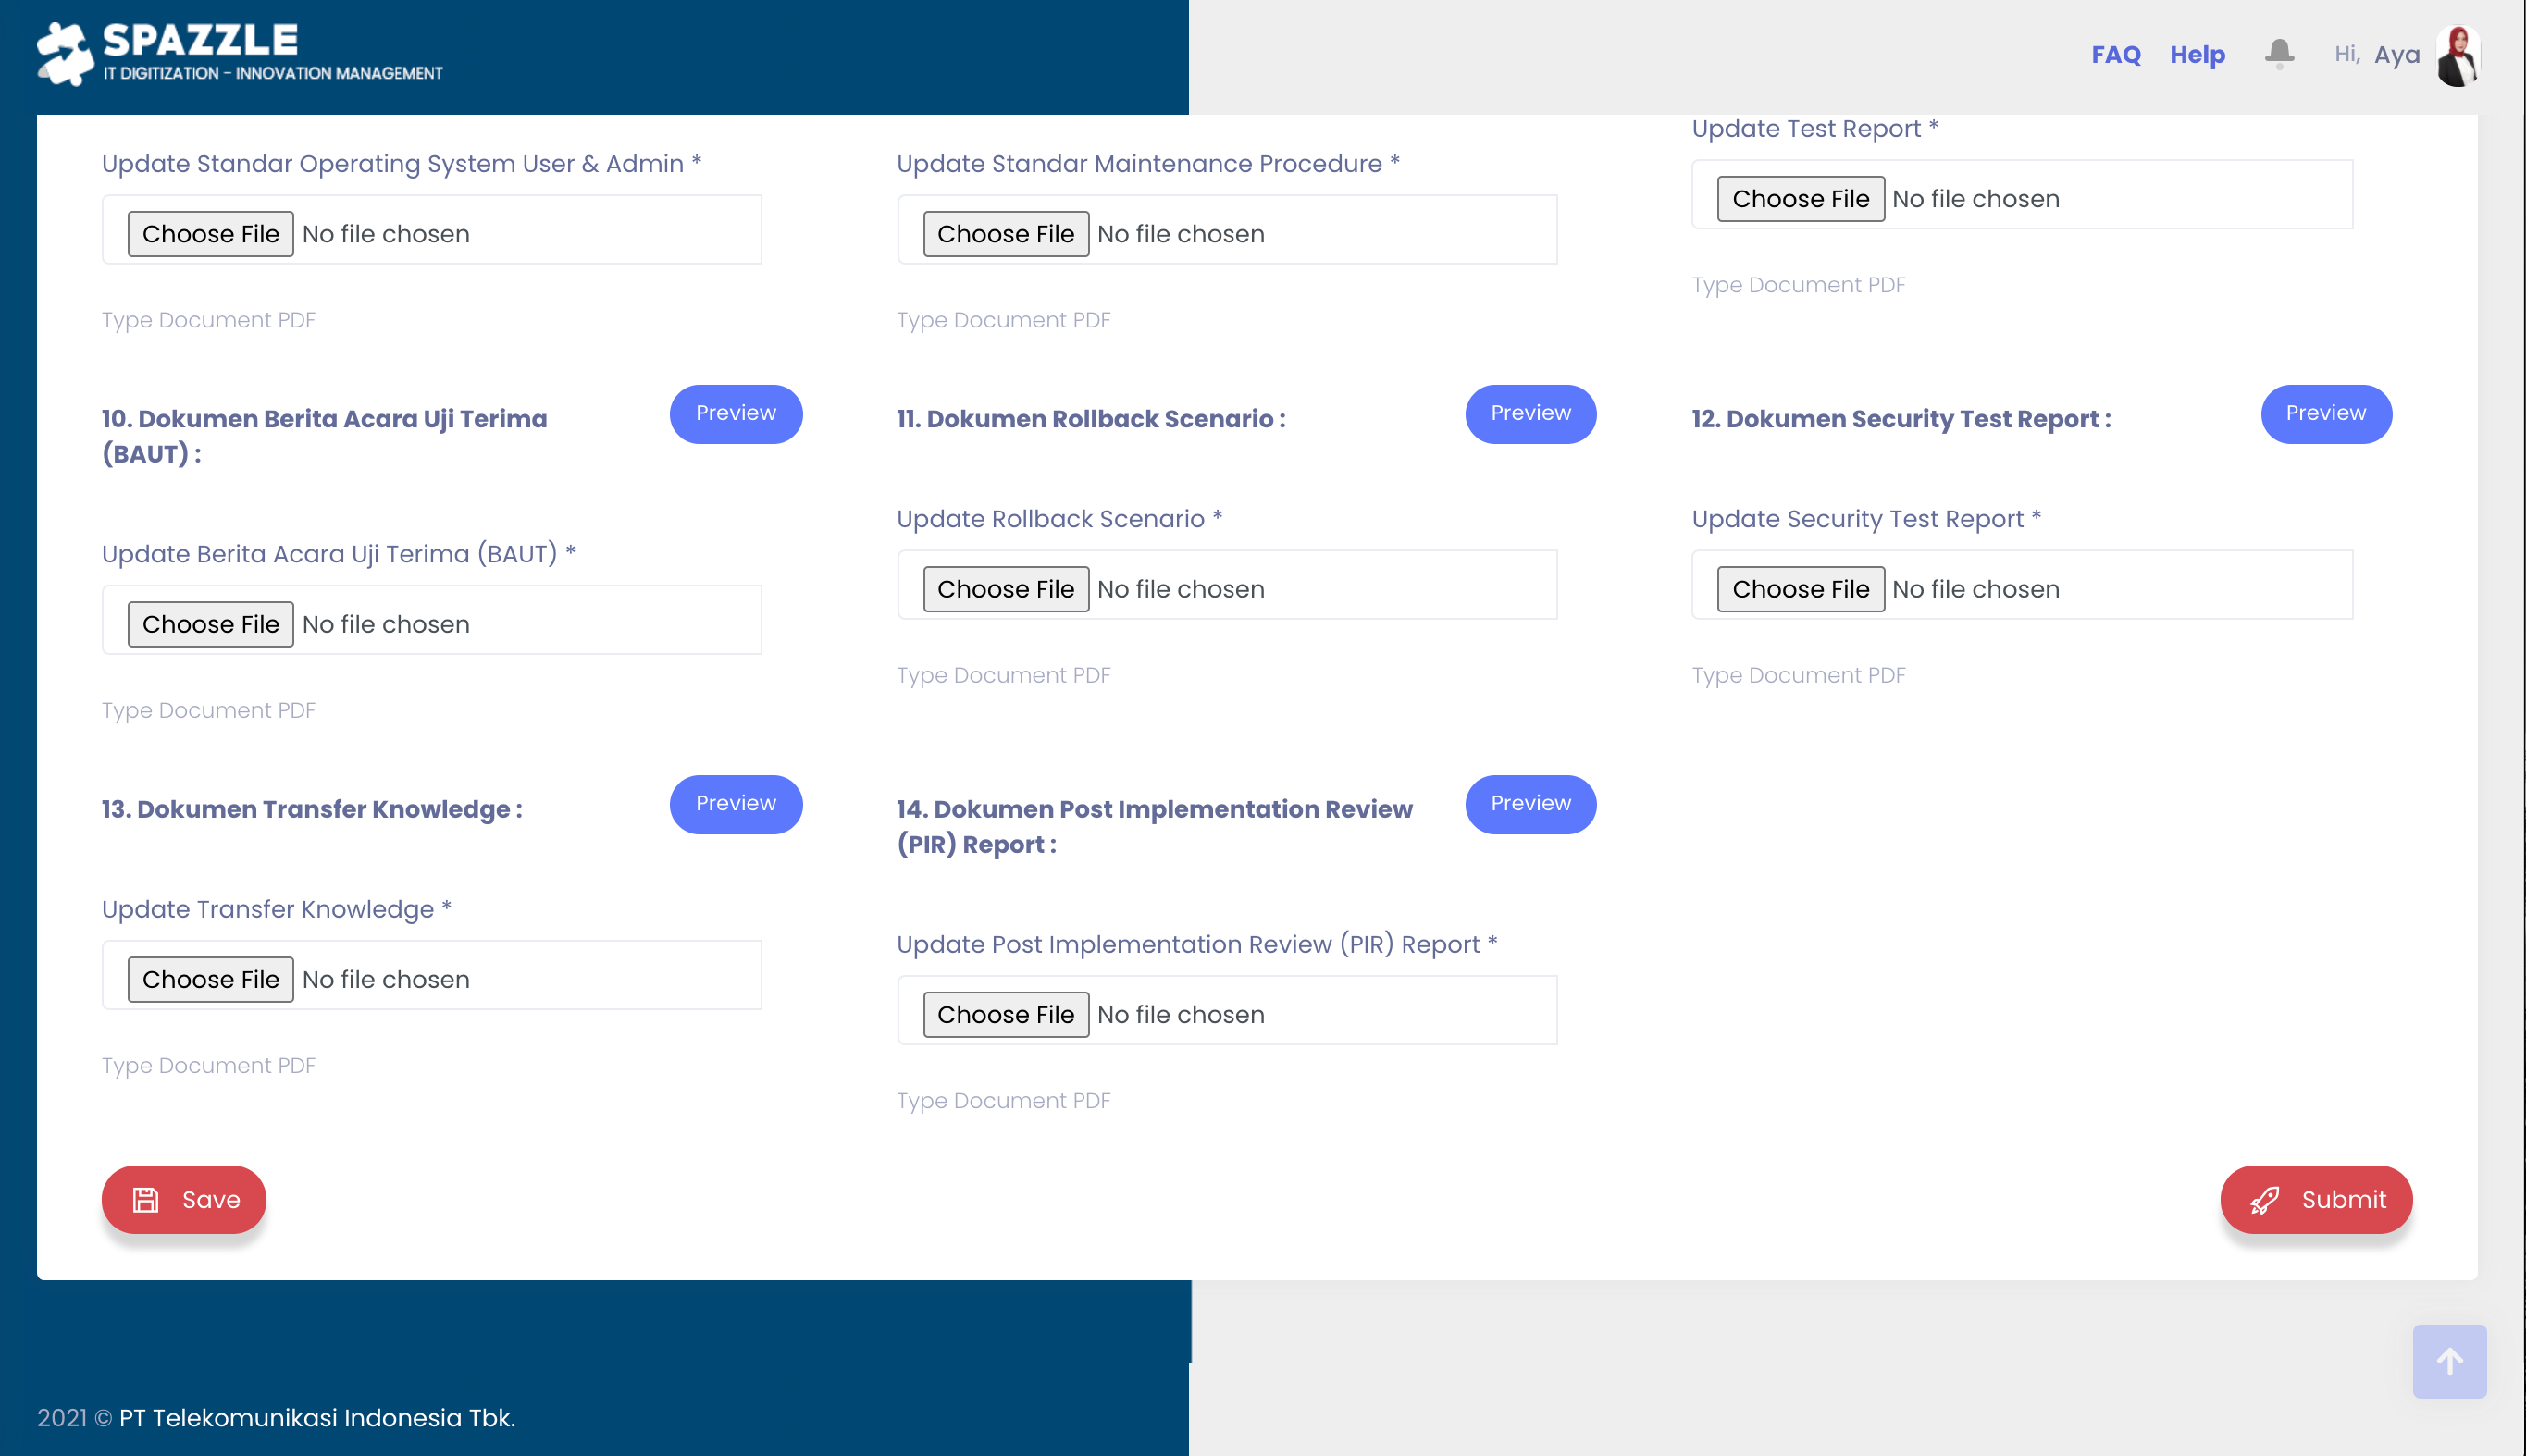 SPAZZLE
IT DIGITIZATION - INNOVATION MANAGEMENT
FAQ Help Hi, Aya
Update Standar Operating System User & Admin *
Choose File No file chosen
Type Document PDF
Update Standar Maintenance Procedure *
Choose File No file chosen
Type Document PDF
Update Test Report *
Choose File No file chosen
Type Document PDF
10. Dokumen Berita Acara Uji Terima
(BAUT) :
Preview
Update Berita Acara Uji Terima (BAUT) *
Choose File No file chosen
Type Document PDF
11. Dokumen Rollback Scenario :
Preview
Update Rollback Scenario *
Choose File No file chosen
Type Document PDF
12. Dokumen Security Test Report :
Preview
Update Security Test Report *
Choose File No file chosen
Type Document PDF
13. Dokumen Transfer Knowledge :
Preview
Update Transfer Knowledge *
Choose File No file chosen
Type Document PDF
14. Dokumen Post Implementation Review
(PIR) Report :
Preview
Update Post Implementation Review (PIR) Report *
Choose File No file chosen
Type Document PDF
Save
Submit
2021 © PT Telekomunikasi Indonesia Tbk.